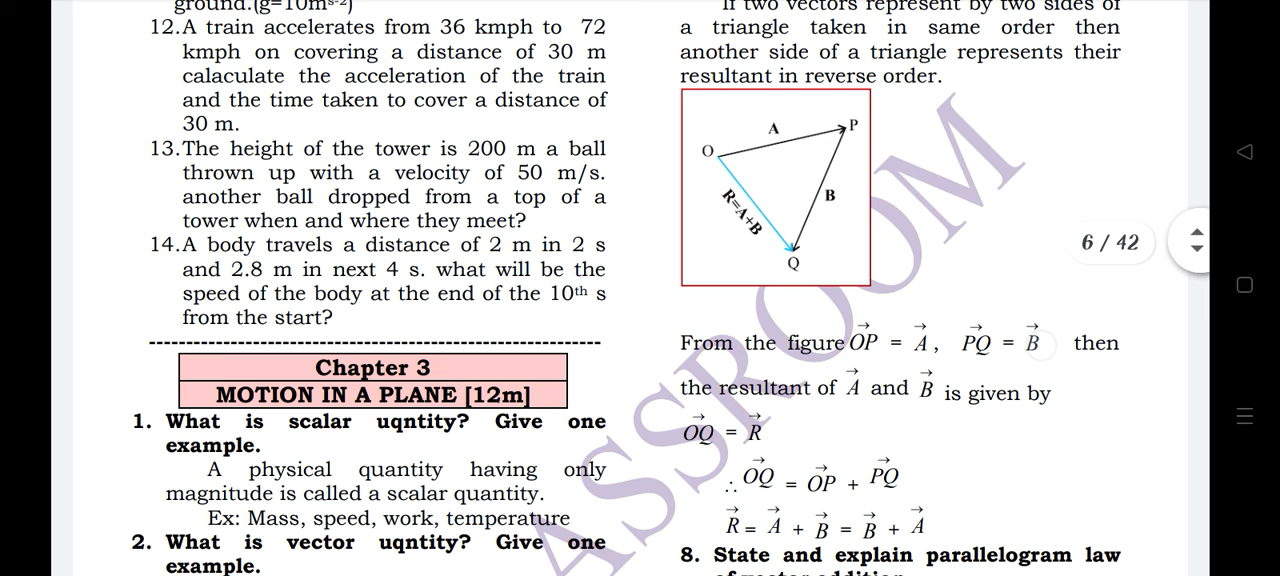 ground.(g=10ms-2)
12.A train accelerates from 36 kmph to 72
kmph on covering a distance of 30 m
calaculate the acceleration of the train
and the time taken to cover a distance of
30 m.
13.The height of the tower is 200 m a ball
thrown up with a velocity of 50 m/s.
another ball dropped from a top of a
tower when and where they meet?
14.A body travels a distance of 2 m in 2 s
and 2.8 m in next 4 s. what will be the
speed of the body at the end of the 10th s
from the start?
Chapter 3
MOTION IN A PLANE [12m]
1. What is scalar uqntity? Give one
example.
A physical quantity having only
magnitude is called a scalar quantity.
Ex: Mass, speed, work, temperature
2. What is vector uqntity? Give one
example.
If two vectors represent by two sides of
a triangle taken in same order then
another side of a triangle represents their
resultant in reverse order.
A
P
O
B
R=A+B
Q
From the figure OP⃗ = A⃗, PQ⃗ = B⃗ then
the resultant of A⃗ and B⃗ is given by
OQ⃗ = R⃗
∴ OQ⃗ = OP⃗ + PQ⃗
R⃗ = A⃗ + B⃗ = B⃗ + A⃗
8. State and explain parallelogram law
of vector addition.
6 / 42
ASSROOM